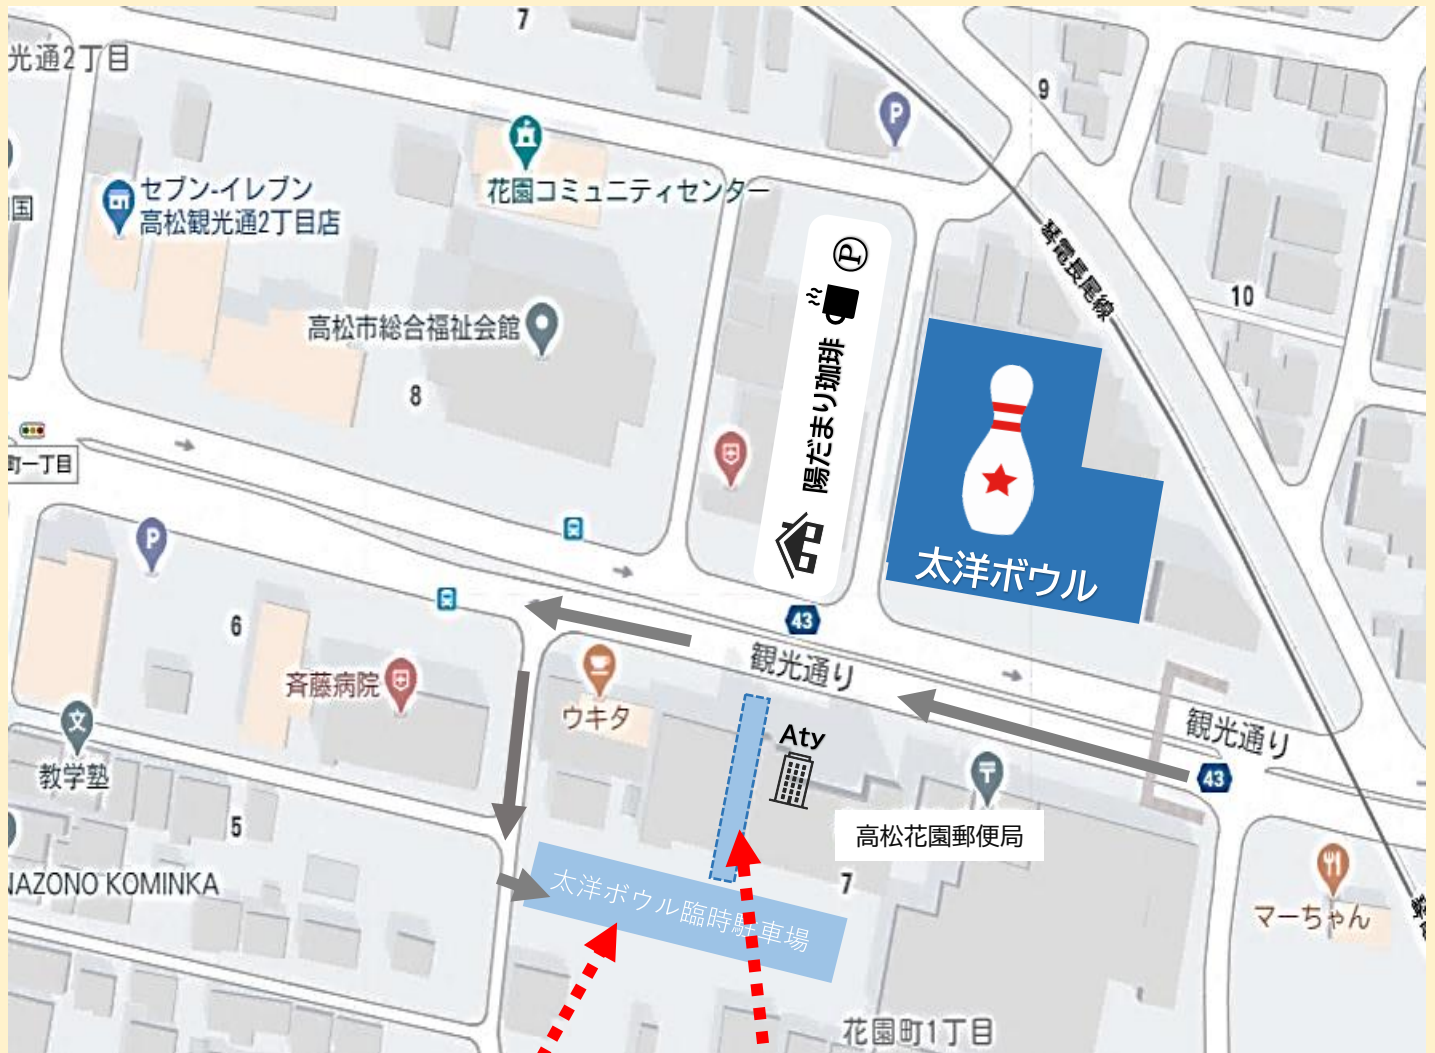 7
光通2丁目
9
P
花園コミュニティセンター
セブン-イレブン
高松観光通2丁目店
国
P
琴電長尾線
10
高松市総合福祉会館
8
陽だまり珈琲
町一丁目
P
太洋ボウル
43
6
観光通り
斉藤病院
ウキタ
文
教学塾
Aty
観光通り
43
〒
高松花園郵便局
5
7
NAZONO KOMINKA
太洋ボウル臨時駐車場
マーちゃん
花園町1丁目